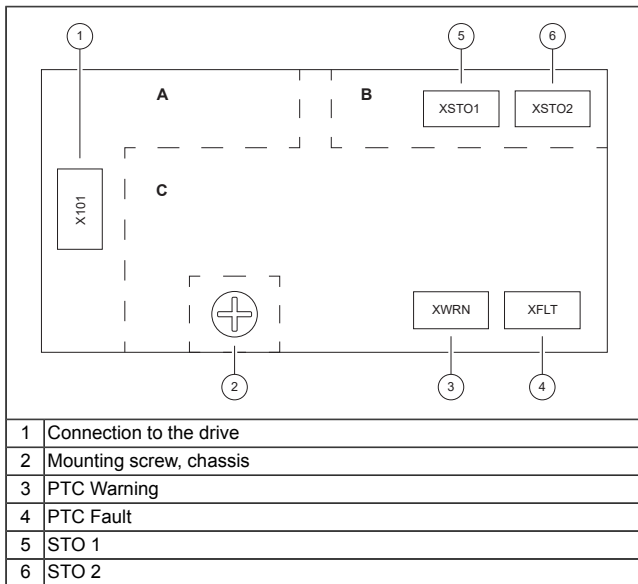 1 5 6
A B
XSTO1 XSTO2
C
X101
XWRN XFLT
2 3 4
1 Connection to the drive
2 Mounting screw, chassis
3 PTC Warning
4 PTC Fault
5 STO 1
6 STO 2